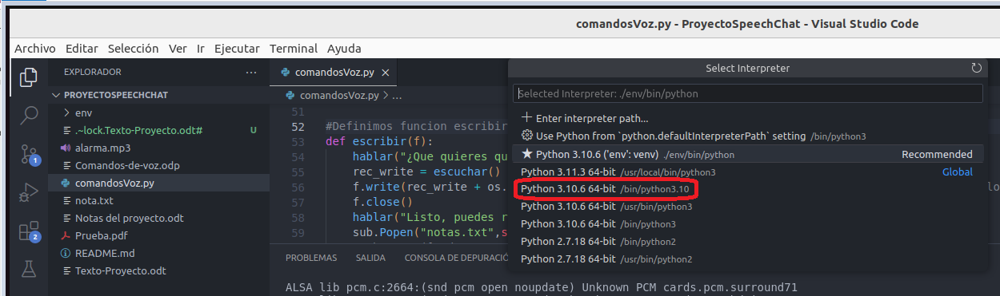 comandosVoz.py - ProyectoSpeechChat - Visual Studio Code
Archivo Editar Selección Ver Ir Ejecutar Terminal Ayuda
EXPLORADOR ···
PROYECTOSPEECHCHAT
> env
.~lock.Texto-Proyecto.odt# U
alarma.mp3
Comandos-de-voz.odp
comandosVoz.py
nota.txt
Notas del proyecto.odt
Prueba.pdf
README.md
Texto-Proyecto.odt
1
2
comandosVoz.py ×
comandosVoz.py > ...
51
52 #Definimos funcion escribir
53 def escribir(f):
54 hablar("¿Que quieres qu
55 rec_write = escuchar()
56 f.write(rec_write + os.
57 f.close()
58 hablar("Listo, puedes r
59 sub.Popen("notas.txt",s
lo
Select Interpreter
Selected Interpreter: ./env/bin/python
+ Enter interpreter path...
Use Python from `python.defaultInterpreterPath` setting /bin/python3
★ Python 3.10.6 ('env': venv) ./env/bin/python Recommended
Python 3.11.3 64-bit /usr/local/bin/python3 Global
Python 3.10.6 64-bit /bin/python3.10
Python 3.10.6 64-bit /usr/bin/python3
Python 3.10.6 64-bit /bin/python3
Python 2.7.18 64-bit /bin/python2
Python 2.7.18 64-bit /usr/bin/python2
PROBLEMAS SALIDA CONSOLA DE DEPURACIÓ
ALSA lib pcm.c:2664:(snd_pcm_open_noupdate) Unknown PCM cards.pcm.surround71